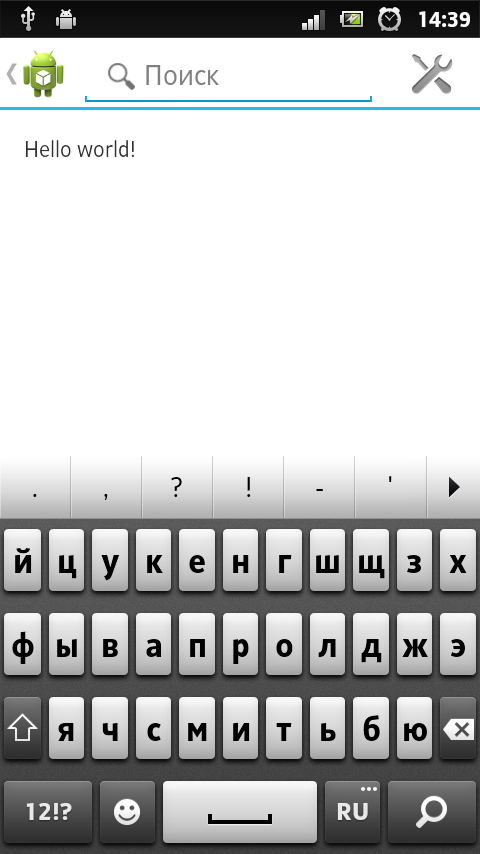 14:39
Поиск
Hello world!
. , ? ! - '
й ц у к е н г ш щ з х
ф ы в а п р о л д ж э
я ч с м и т ь б ю
12!? RU